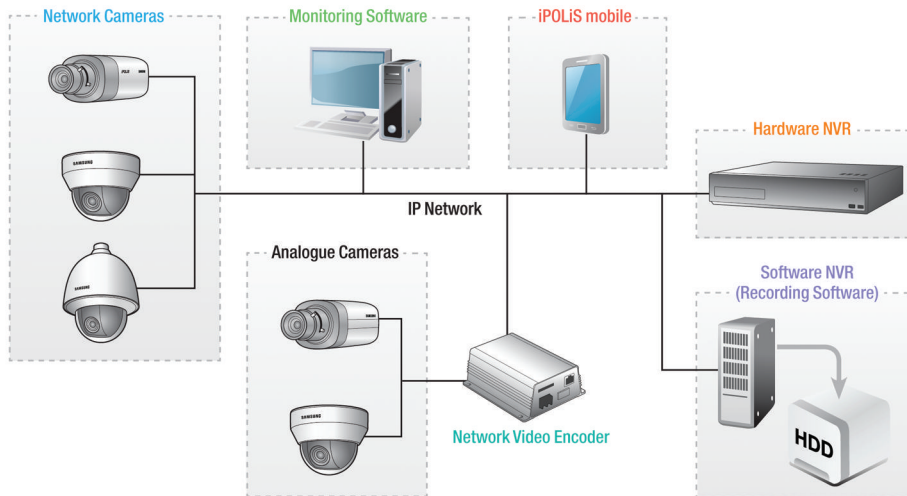 Network Cameras
Monitoring Software
iPOLiS mobile
SAMSUNG
SAMSUNG
Hardware NVR
IP Network
Analogue Cameras
SAMSUNG
SAMSUNG
Network Video Encoder
Software NVR
(Recording Software)
HDD